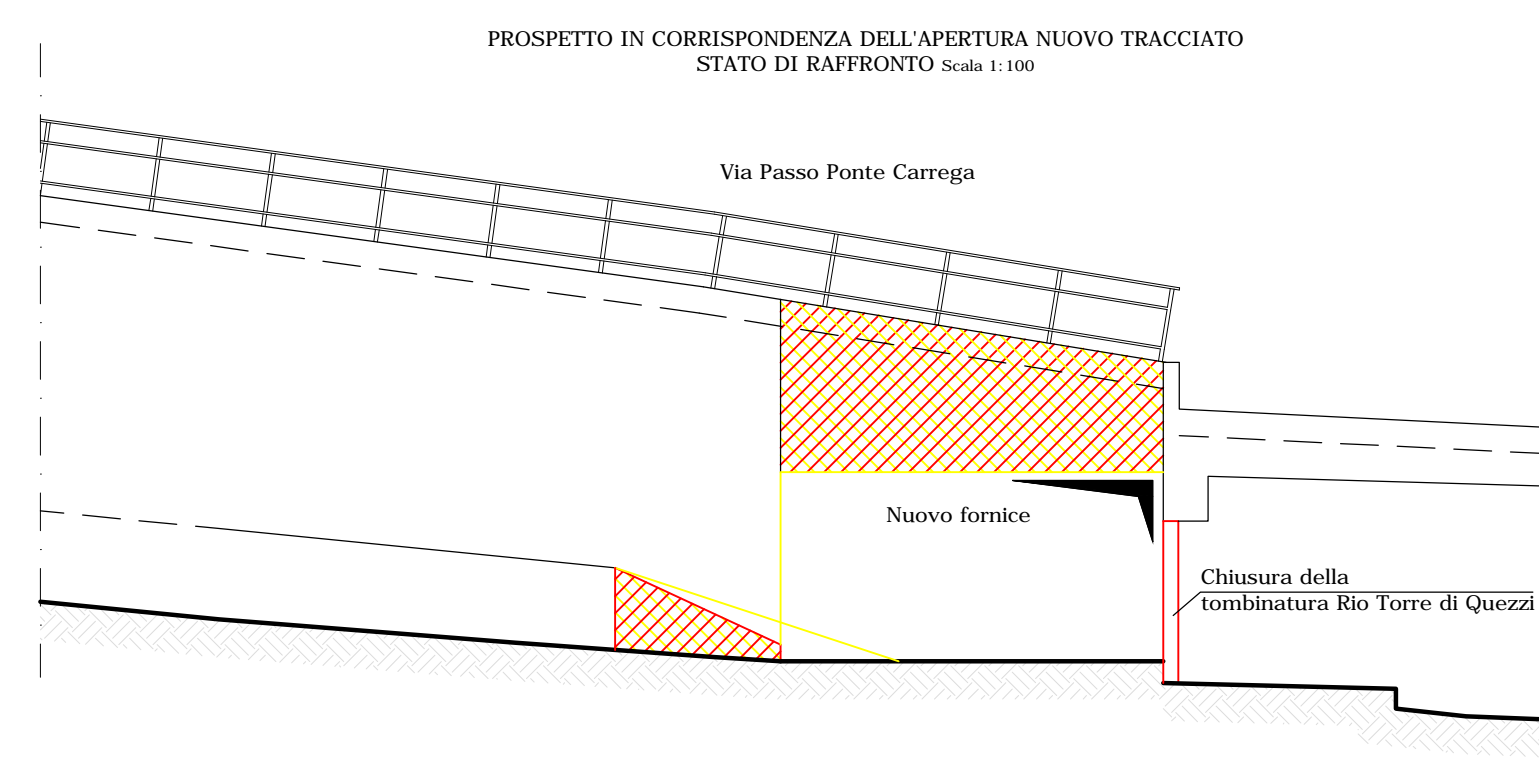 PROSPETTO IN CORRISPONDENZA DELL'APERTURA NUOVO TRACCIATO
STATO DI RAFFRONTO Scala 1:100
Via Passo Ponte Carrega
Nuovo fornice
Chiusura della
tombinatura Rio Torre di Quezzi